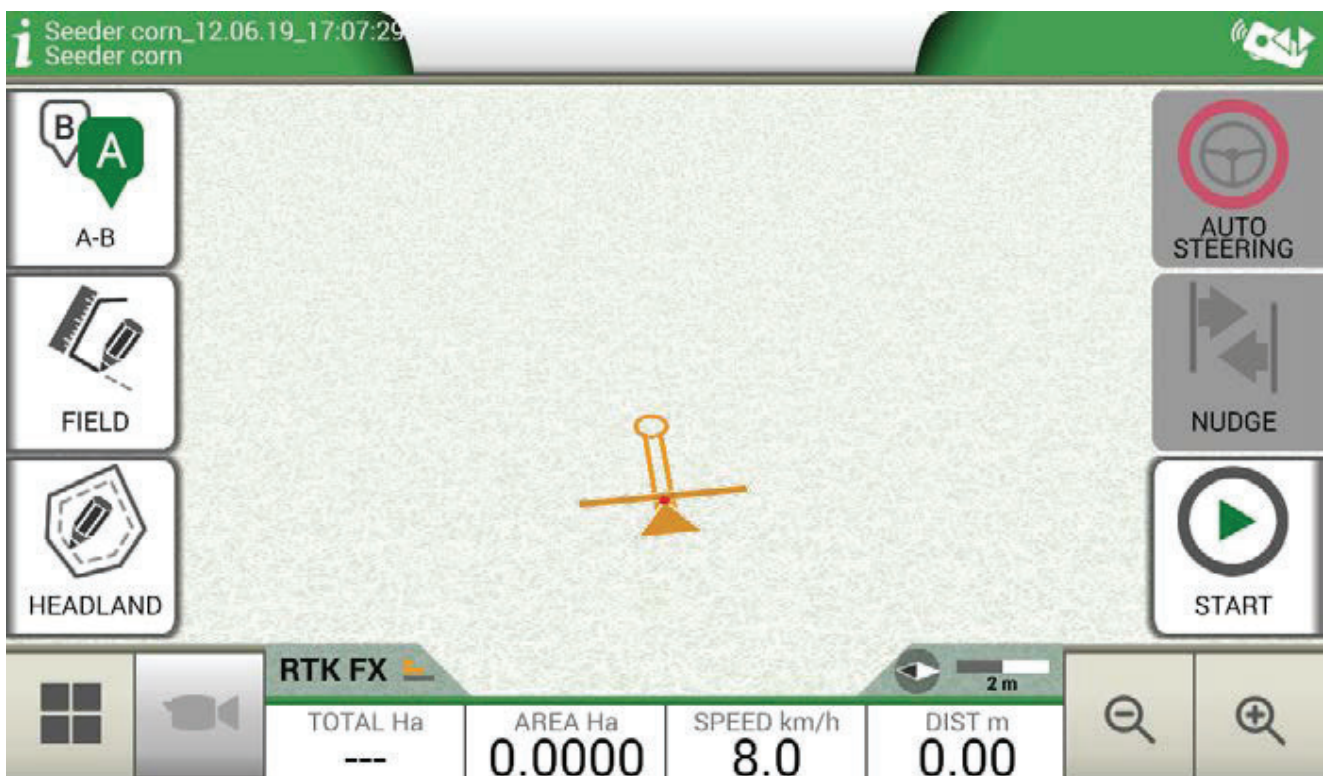 Seeder corn_12.06.19_17:07:29
Seeder corn
B
A
A-B
FIELD
HEADLAND
AUTO
STEERING
NUDGE
START
RTK FX
2 m
TOTAL Ha
---
AREA Ha
0.0000
SPEED km/h
8.0
DIST m
0.00